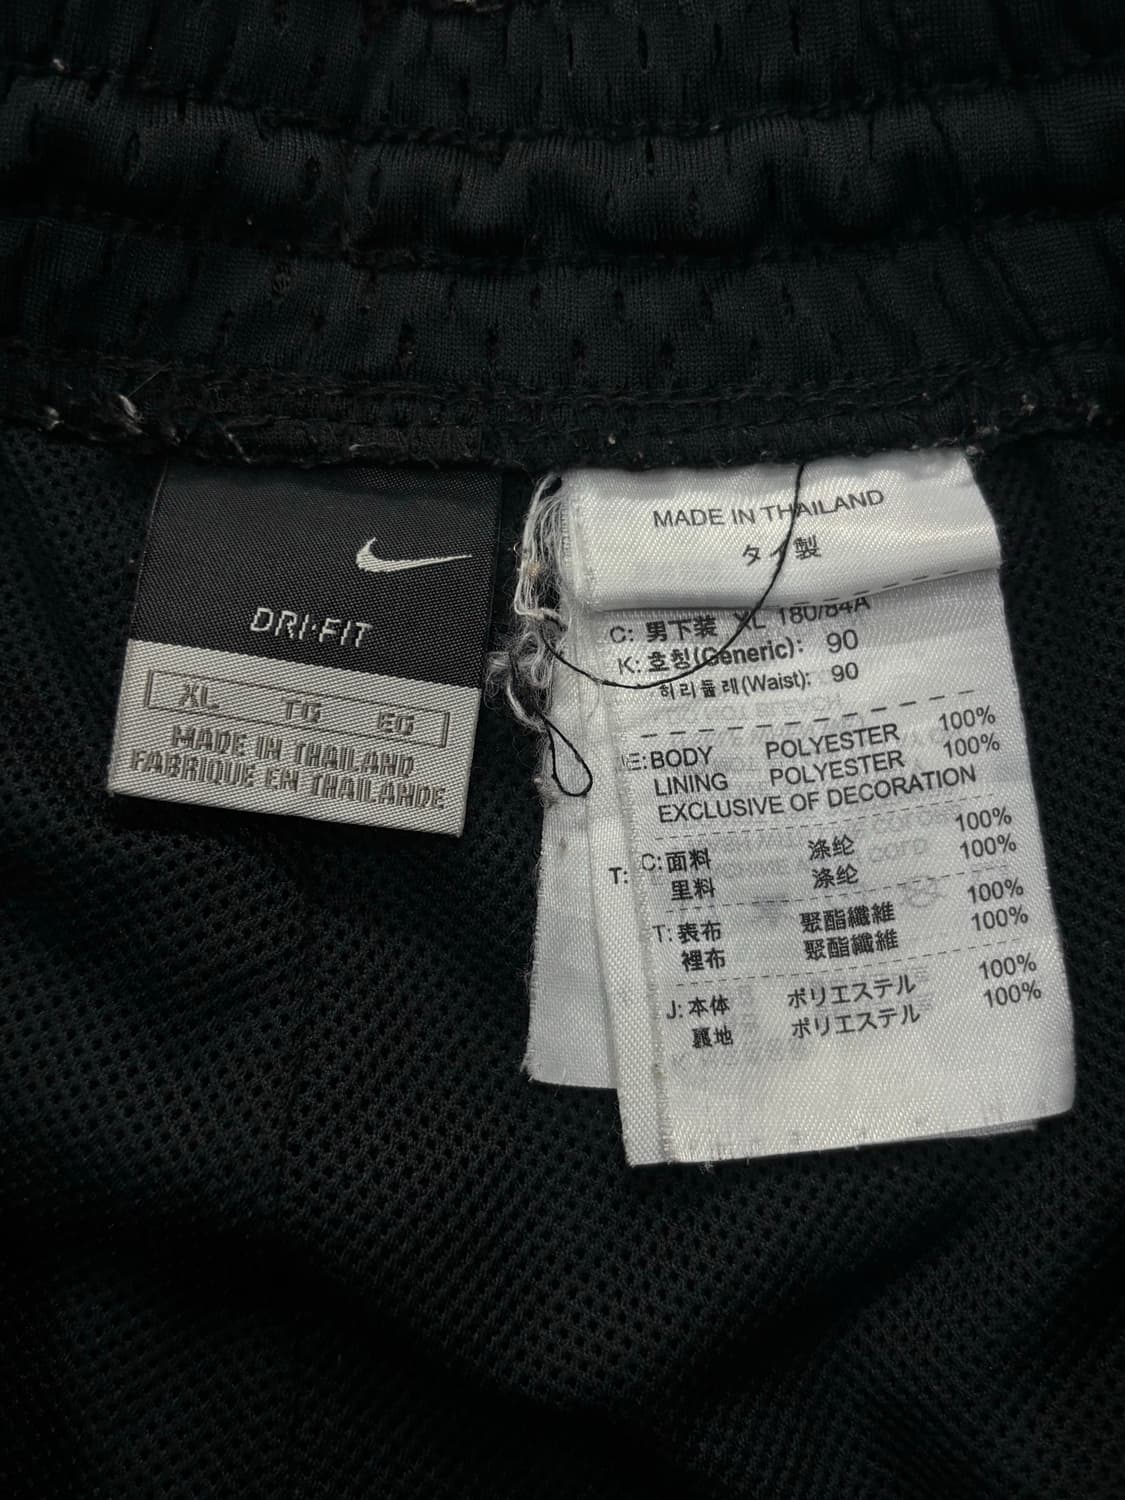 DRI-FIT
XL TG EG
MADE IN THAILAND
FABRIQUE EN THAILANDE
MADE IN THAILAND
タイ製
C: 男下装 XL 180/84A
K: 호칭(Generic): 90
허리둘레(Waist): 90
E: BODY POLYESTER 100%
LINING POLYESTER 100%
EXCLUSIVE OF DECORATION
C: 面料 涤纶 100%
T: 里料 涤纶 100%
T: 表布 聚酯纖維 100%
裡布 聚酯纖維 100%
J: 本体 ポリエステル 100%
裏地 ポリエステル 100%